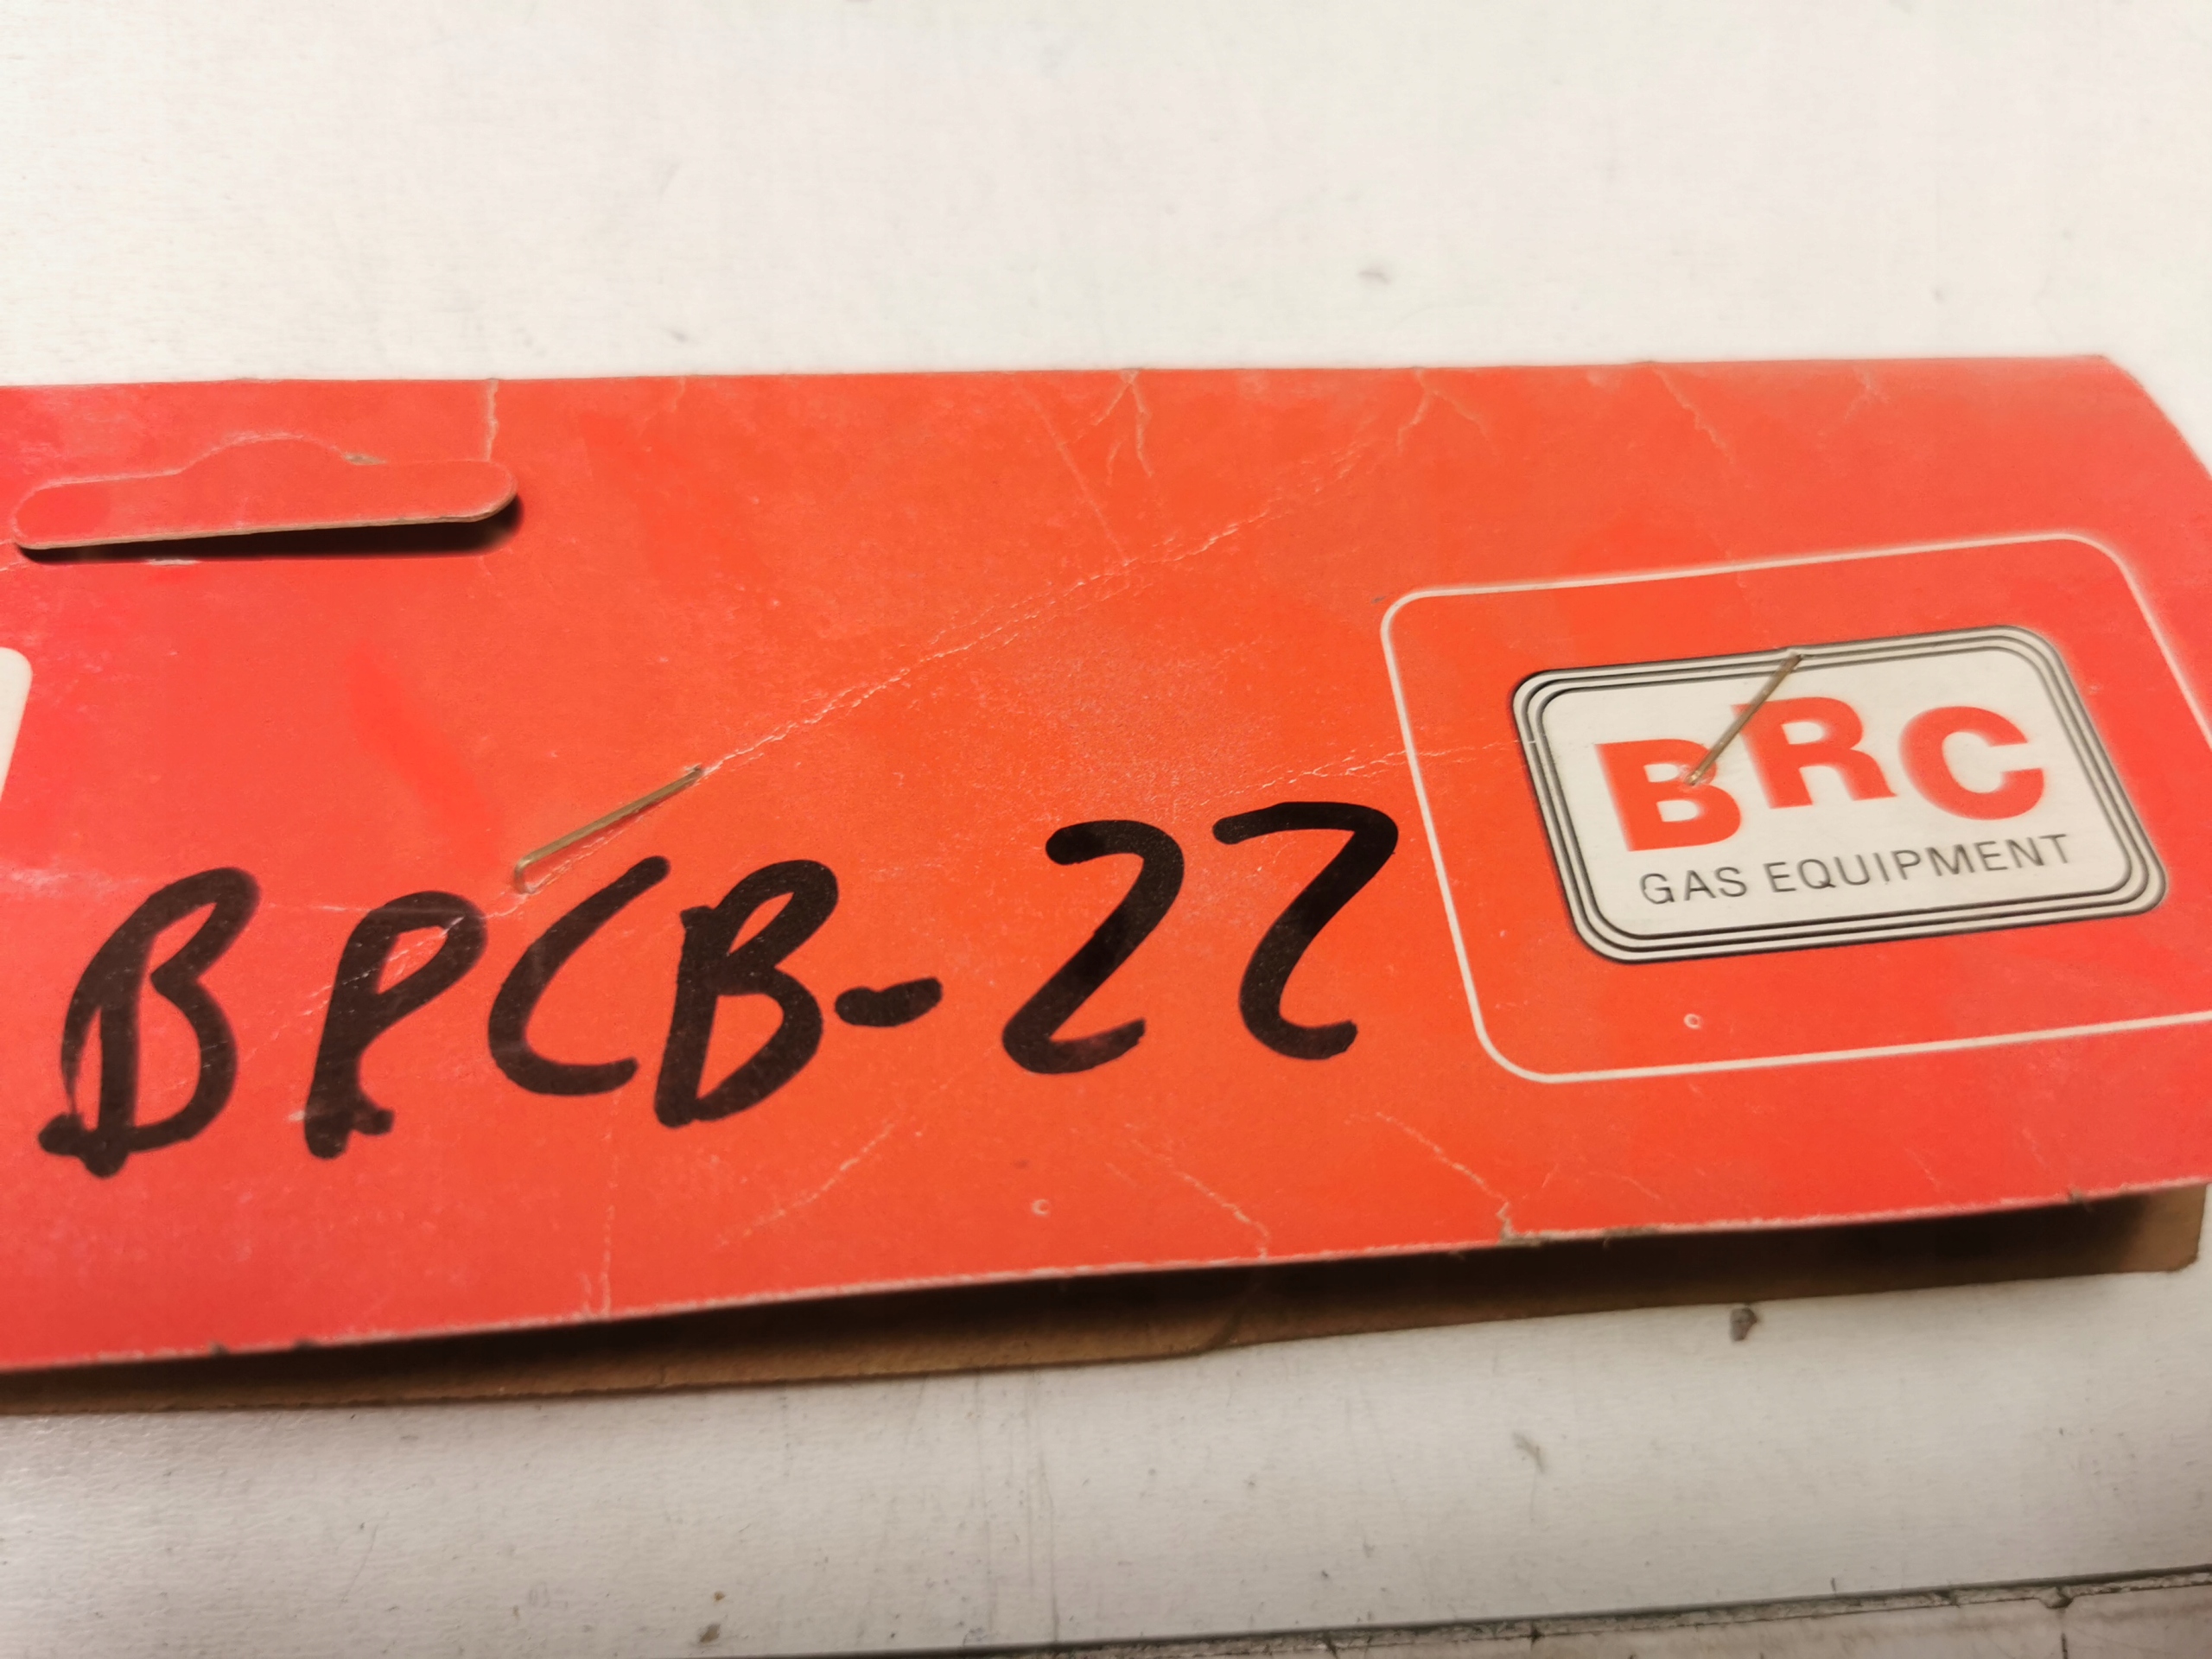 BPCB-22
BRC
GAS EQUIPMENT